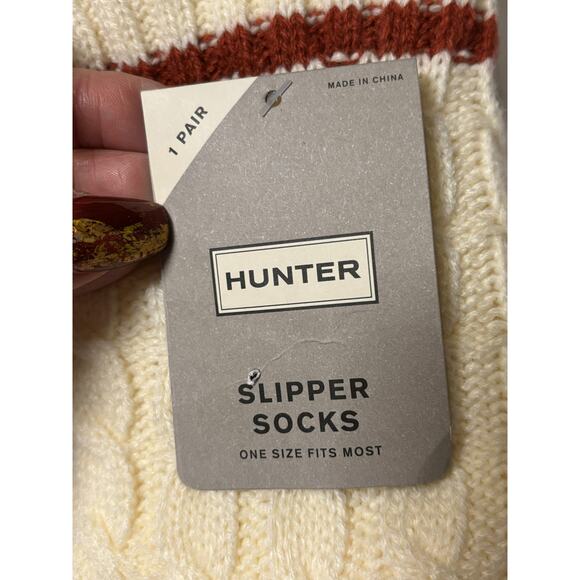 MADE IN CHINA
1 PAIR
HUNTER
SLIPPER
SOCKS
ONE SIZE FITS MOST